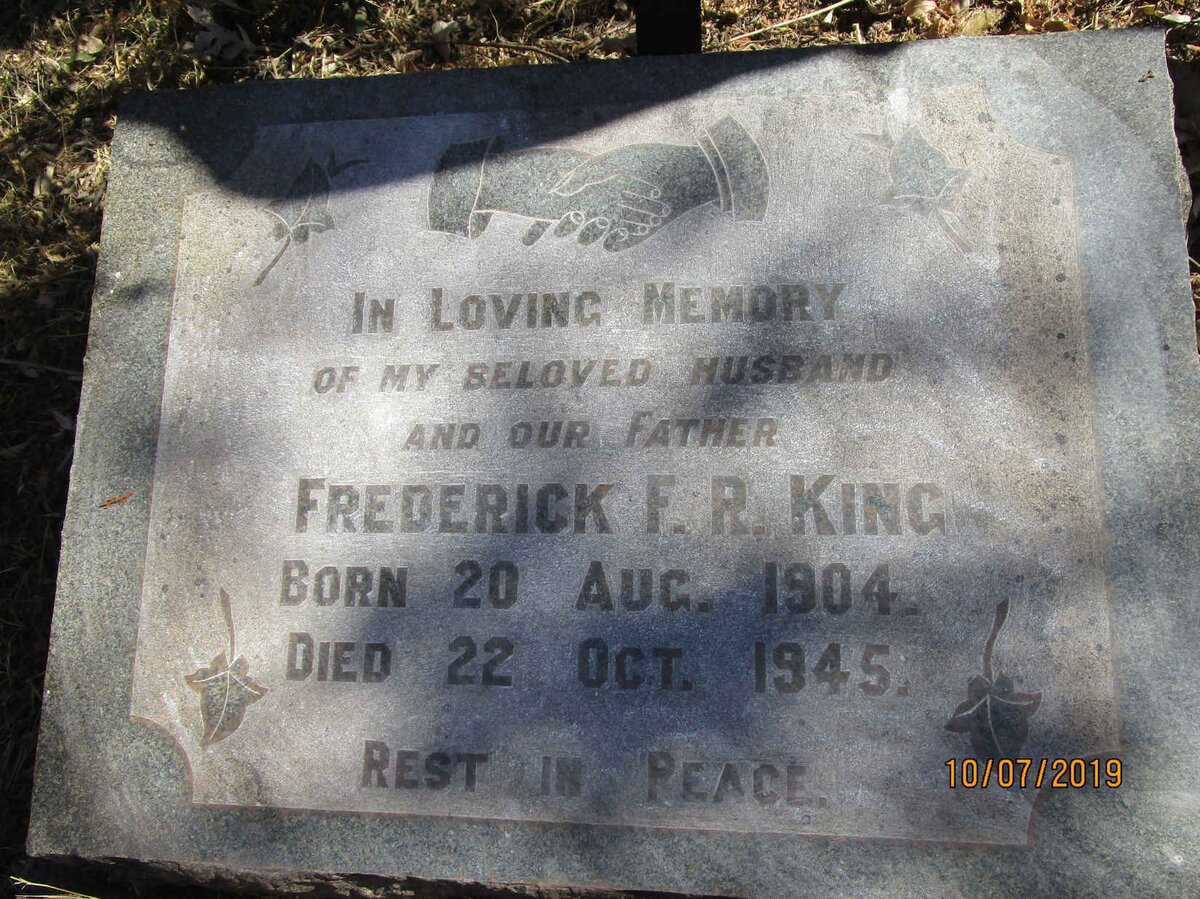 In Loving Memory
of my beloved husband
and our Father
Frederick F. R. King
Born 20 Aug. 1904.
Died 22 Oct. 1945.
Rest in Peace.
10/07/2019